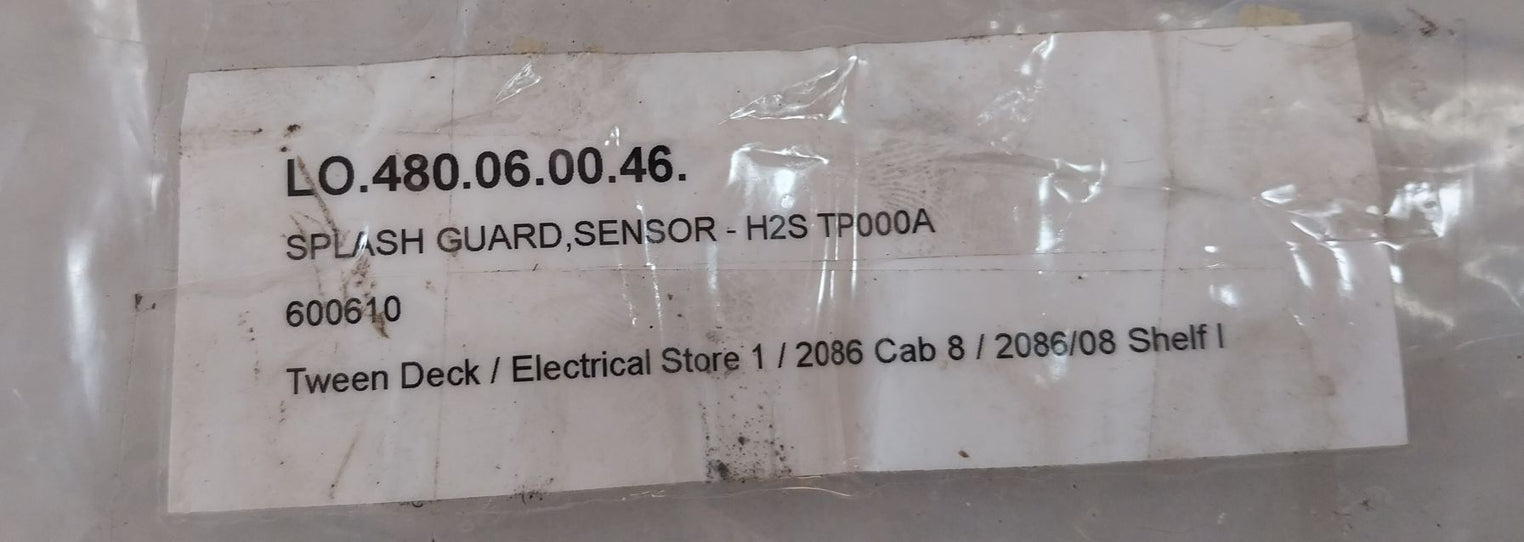 LO.480.06.00.46.
SPLASH GUARD,SENSOR - H2S TP000A
600610
Tween Deck / Electrical Store 1 / 2086 Cab 8 / 2086/08 Shelf I